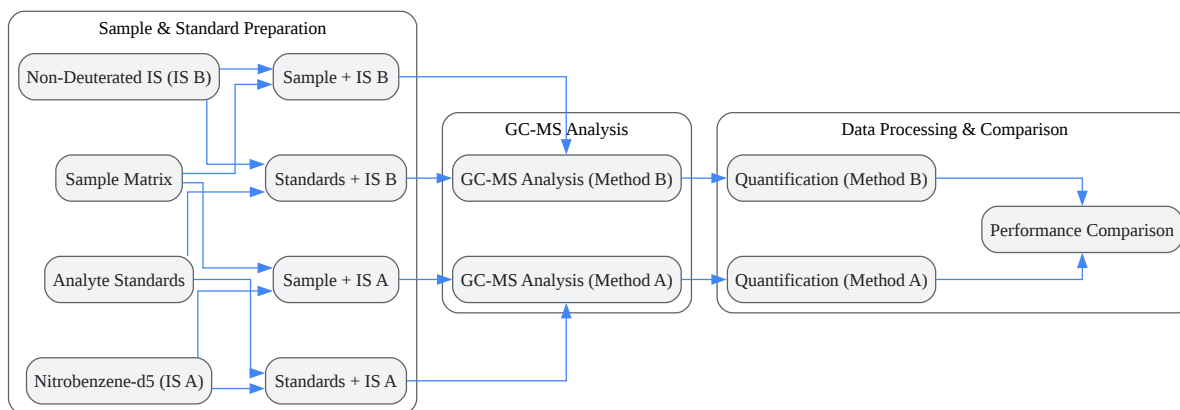 Sample & Standard Preparation
Non-Deuterated IS (IS B)
Sample + IS B
Sample Matrix
Standards + IS B
Analyte Standards
Sample + IS A
Nitrobenzene-d5 (IS A)
Standards + IS A
GC-MS Analysis
GC-MS Analysis (Method B)
GC-MS Analysis (Method A)
Data Processing & Comparison
Quantification (Method B)
Performance Comparison
Quantification (Method A)